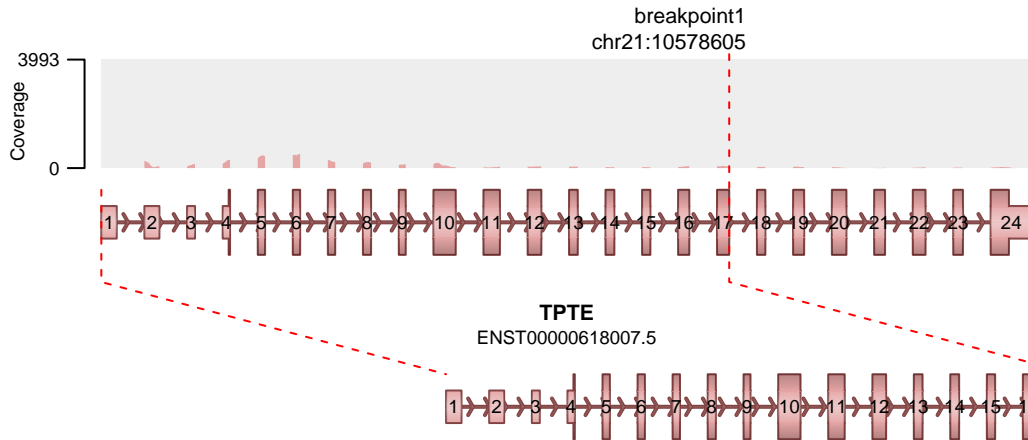 breakpoint1
chr21:10578605
3993
Coverage
0
1 2 3 4 5 6 7 8 9 10 11 12 13 14 15 16 17 18 19 20 21 22 23 24
TPTE
ENST00000618007.5
1 2 3 4 5 6 7 8 9 10 11 12 13 14 15